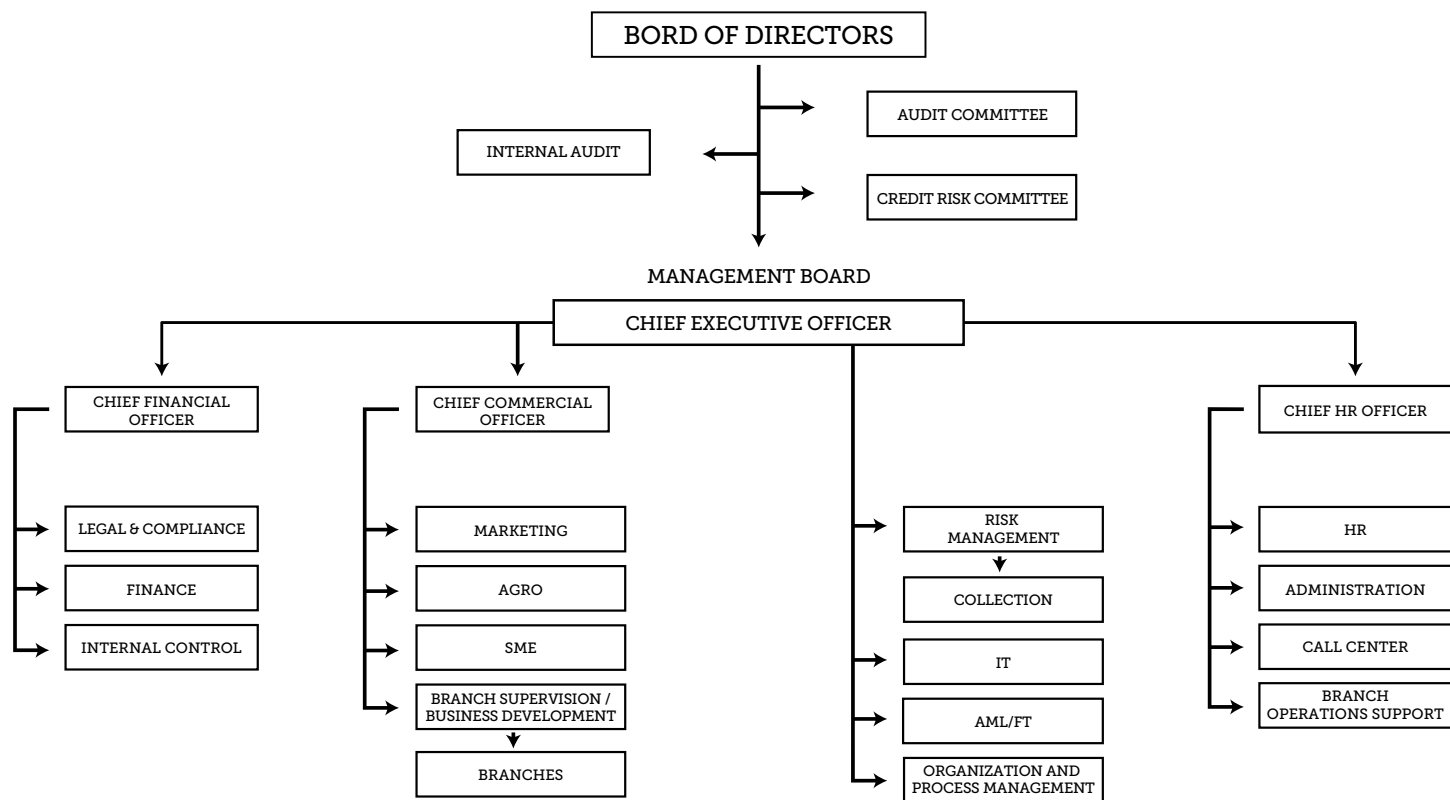 BORD OF DIRECTORS
AUDIT COMMITTEE
INTERNAL AUDIT
CREDIT RISK COMMITTEE
MANAGEMENT BOARD
CHIEF EXECUTIVE OFFICER
CHIEF FINANCIAL
OFFICER
LEGAL & COMPLIANCE
FINANCE
INTERNAL CONTROL
CHIEF COMMERCIAL
OFFICER
MARKETING
AGRO
SME
BRANCH SUPERVISION /
BUSINESS DEVELOPMENT
BRANCHES
RISK
MANAGEMENT
COLLECTION
IT
AML/FT
ORGANIZATION AND
PROCESS MANAGEMENT
CHIEF HR OFFICER
HR
ADMINISTRATION
CALL CENTER
BRANCH
OPERATIONS SUPPORT